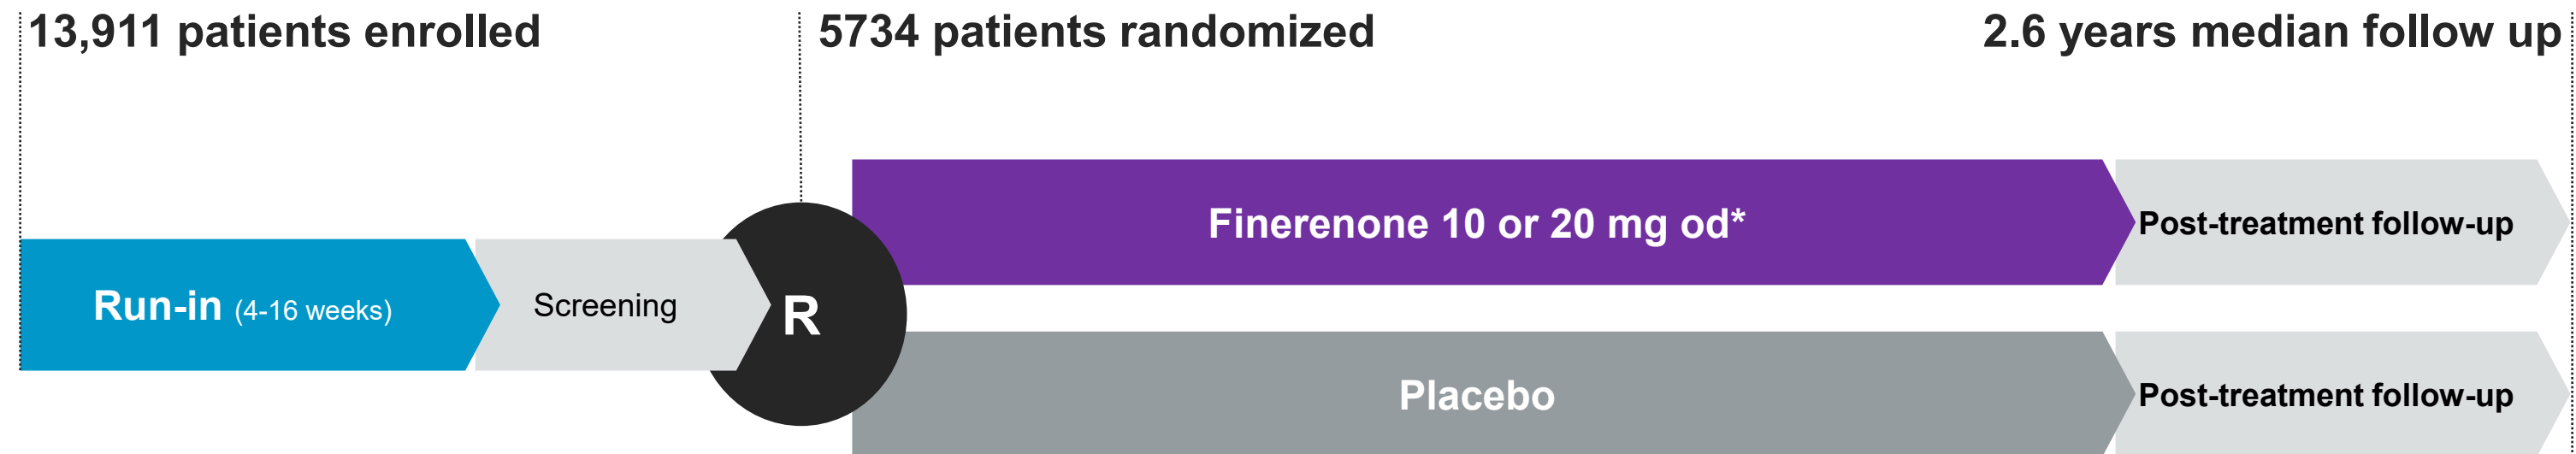 13,911 patients enrolled
5734 patients randomized
2.6 years median follow up
Run-in (4-16 weeks)
Screening
R
Finerenone 10 or 20 mg od*
Post-treatment follow-up
Placebo
Post-treatment follow-up